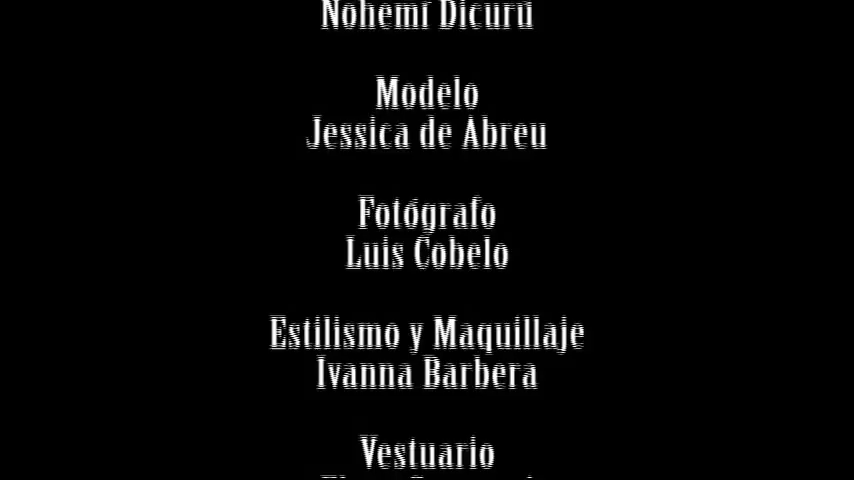 Nohemí Dicurú
Modelo
Jessica de Abreu
Fotógrafo
Luis Cobelo
Estilismo y Maquillaje
Ivanna Barbera
Vestuario